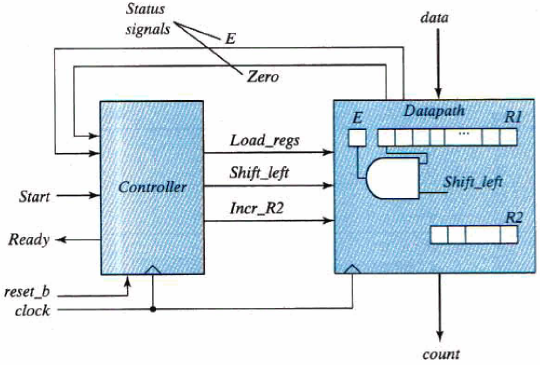 Status
signals
E
Zero
data
Datapath
E
R1
...
Load_regs
Shift_left
Incr_R2
Controller
Shift_left
R2
Start
Ready
reset_b
clock
count